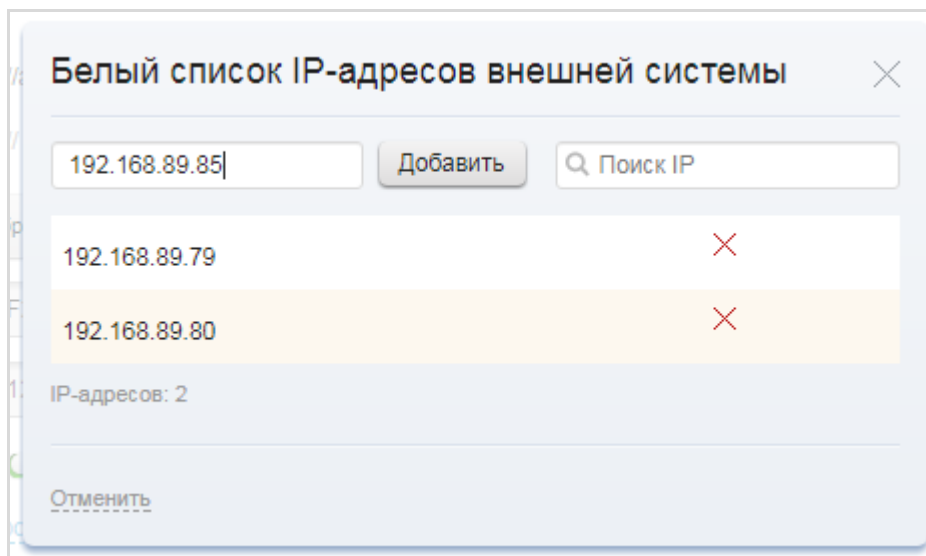 Белый список IP-адресов внешней системы
192.168.89.85 Добавить Поиск IP
192.168.89.79
192.168.89.80
IP-адресов: 2
Отменить